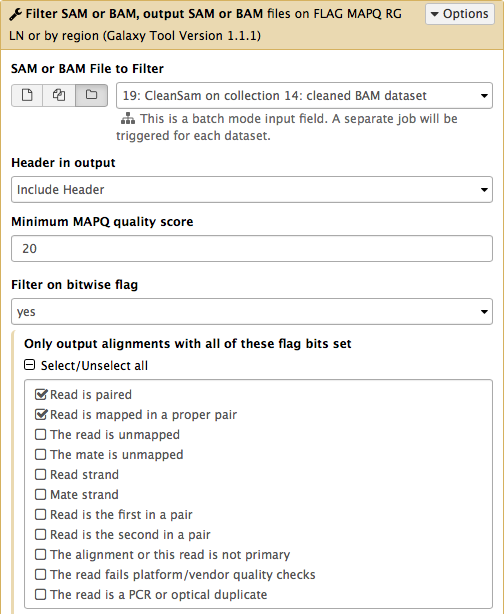 Filter SAM or BAM, output SAM or BAM files on FLAG MAPQ RG
LN or by region (Galaxy Tool Version 1.1.1)
Options
SAM or BAM File to Filter
19: CleanSam on collection 14: cleaned BAM dataset
This is a batch mode input field. A separate job will be
triggered for each dataset.
Header in output
Include Header
Minimum MAPQ quality score
20
Filter on bitwise flag
yes
Only output alignments with all of these flag bits set
Select/Unselect all
Read is paired
Read is mapped in a proper pair
The read is unmapped
The mate is unmapped
Read strand
Mate strand
Read is the first in a pair
Read is the second in a pair
The alignment or this read is not primary
The read fails platform/vendor quality checks
The read is a PCR or optical duplicate